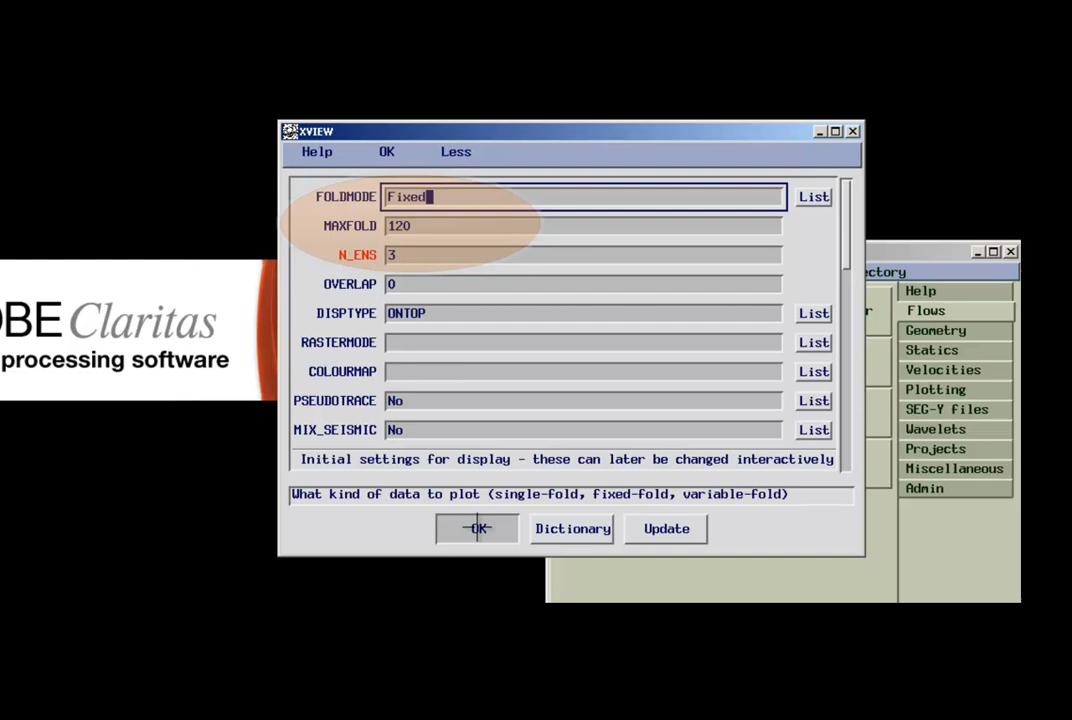 XVIEW
Help OK Less
FOLDMODE Fixed List
MAXFOLD 120
N_ENS 3
OVERLAP 0
DISPTYPE ONTOP List
RASTERMODE List
COLOURMAP List
PSEUDOTRACE No List
MIX_SEISMIC No List
Initial settings for display - these can later be changed interactively
What kind of data to plot (single-fold, fixed-fold, variable-fold)
OK Dictionary Update
OBE Claritas
processing software
ectory
r
Help
Flows
Geometry
Statics
Velocities
Plotting
SEG-Y files
Wavelets
Projects
Miscellaneous
Admin